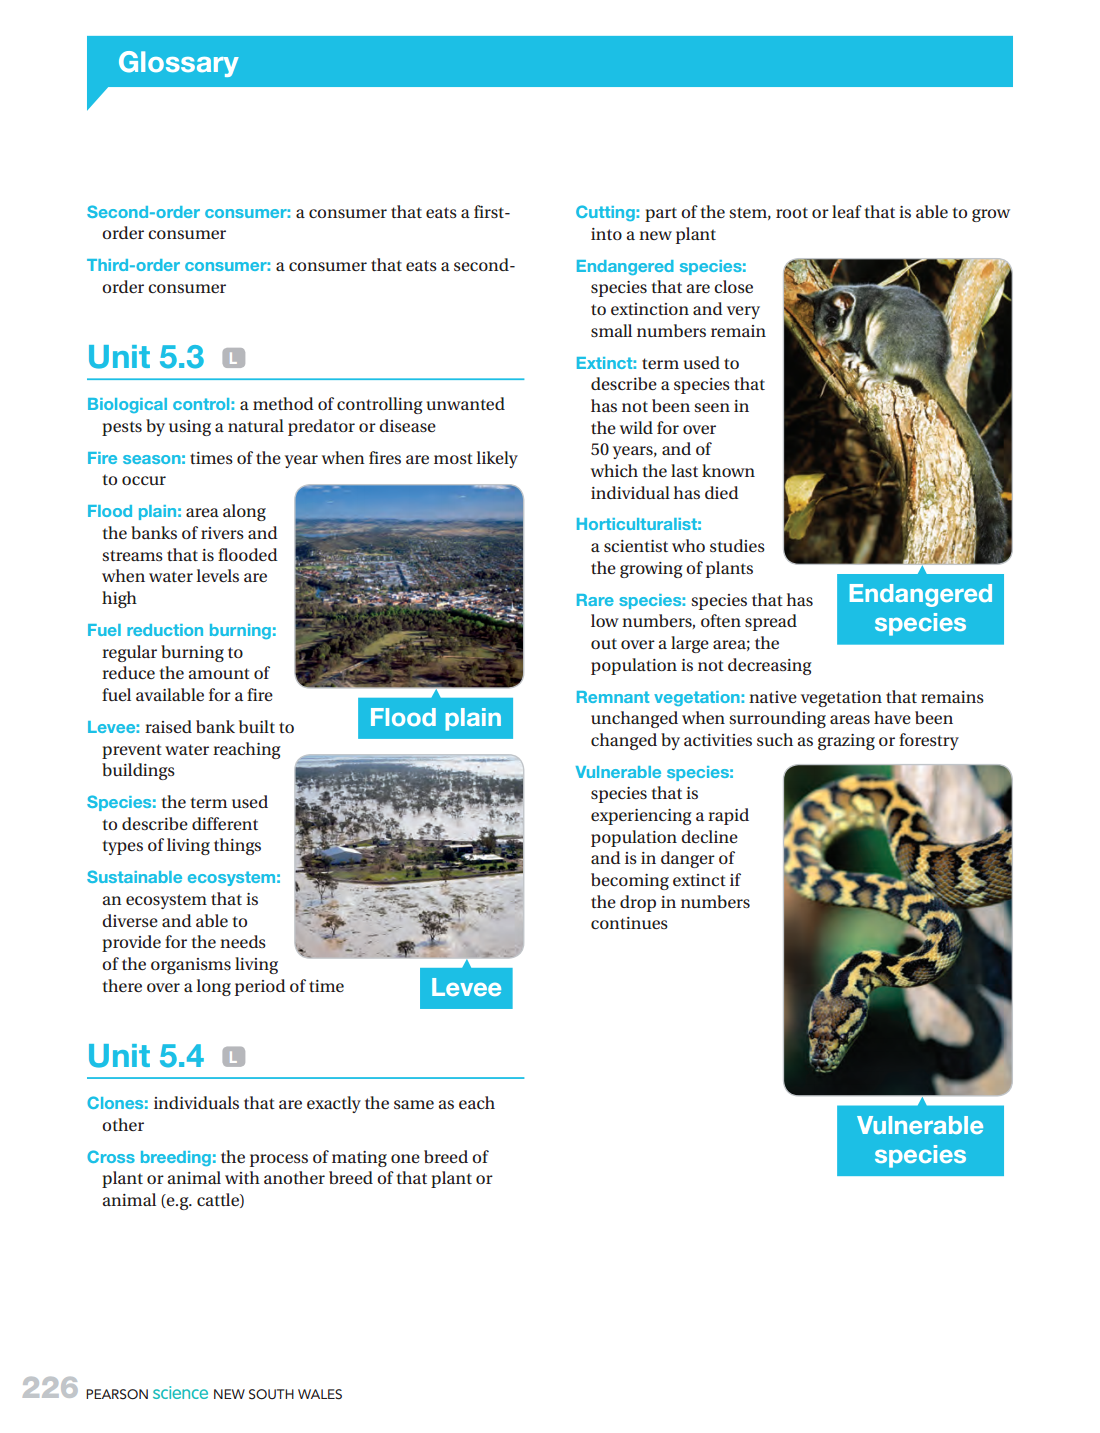 Glossary
Second-order consumer: a consumer that eats a first-
order consumer
Third-order consumer: a consumer that eats a second-
order consumer
Unit 5.3 L
Biological control: a method of controlling unwanted
pests by using a natural predator or disease
Fire season: times of the year when fires are most likely
to occur
Flood plain: area along
the banks of rivers and
streams that is flooded
when water levels are
high
Fuel reduction burning:
regular burning to
reduce the amount of
fuel available for a fire
Flood plain
Levee: raised bank built to
prevent water reaching
buildings
Species: the term used
to describe different
types of living things
Sustainable ecosystem:
an ecosystem that is
diverse and able to
provide for the needs
of the organisms living
there over a long period of time
Levee
Unit 5.4 L
Clones: individuals that are exactly the same as each
other
Cross breeding: the process of mating one breed of
plant or animal with another breed of that plant or
animal (e.g. cattle)
Cutting: part of the stem, root or leaf that is able to grow
into a new plant
Endangered species:
species that are close
to extinction and very
small numbers remain
Extinct: term used to
describe a species that
has not been seen in
the wild for over
50 years, and of
which the last known
individual has died
Horticulturalist:
a scientist who studies
the growing of plants
Endangered
species
Rare species: species that has
low numbers, often spread
out over a large area; the
population is not decreasing
Remnant vegetation: native vegetation that remains
unchanged when surrounding areas have been
changed by activities such as grazing or forestry
Vulnerable species:
species that is
experiencing a rapid
population decline
and is in danger of
becoming extinct if
the drop in numbers
continues
Vulnerable
species
226 PEARSON science NEW SOUTH WALES